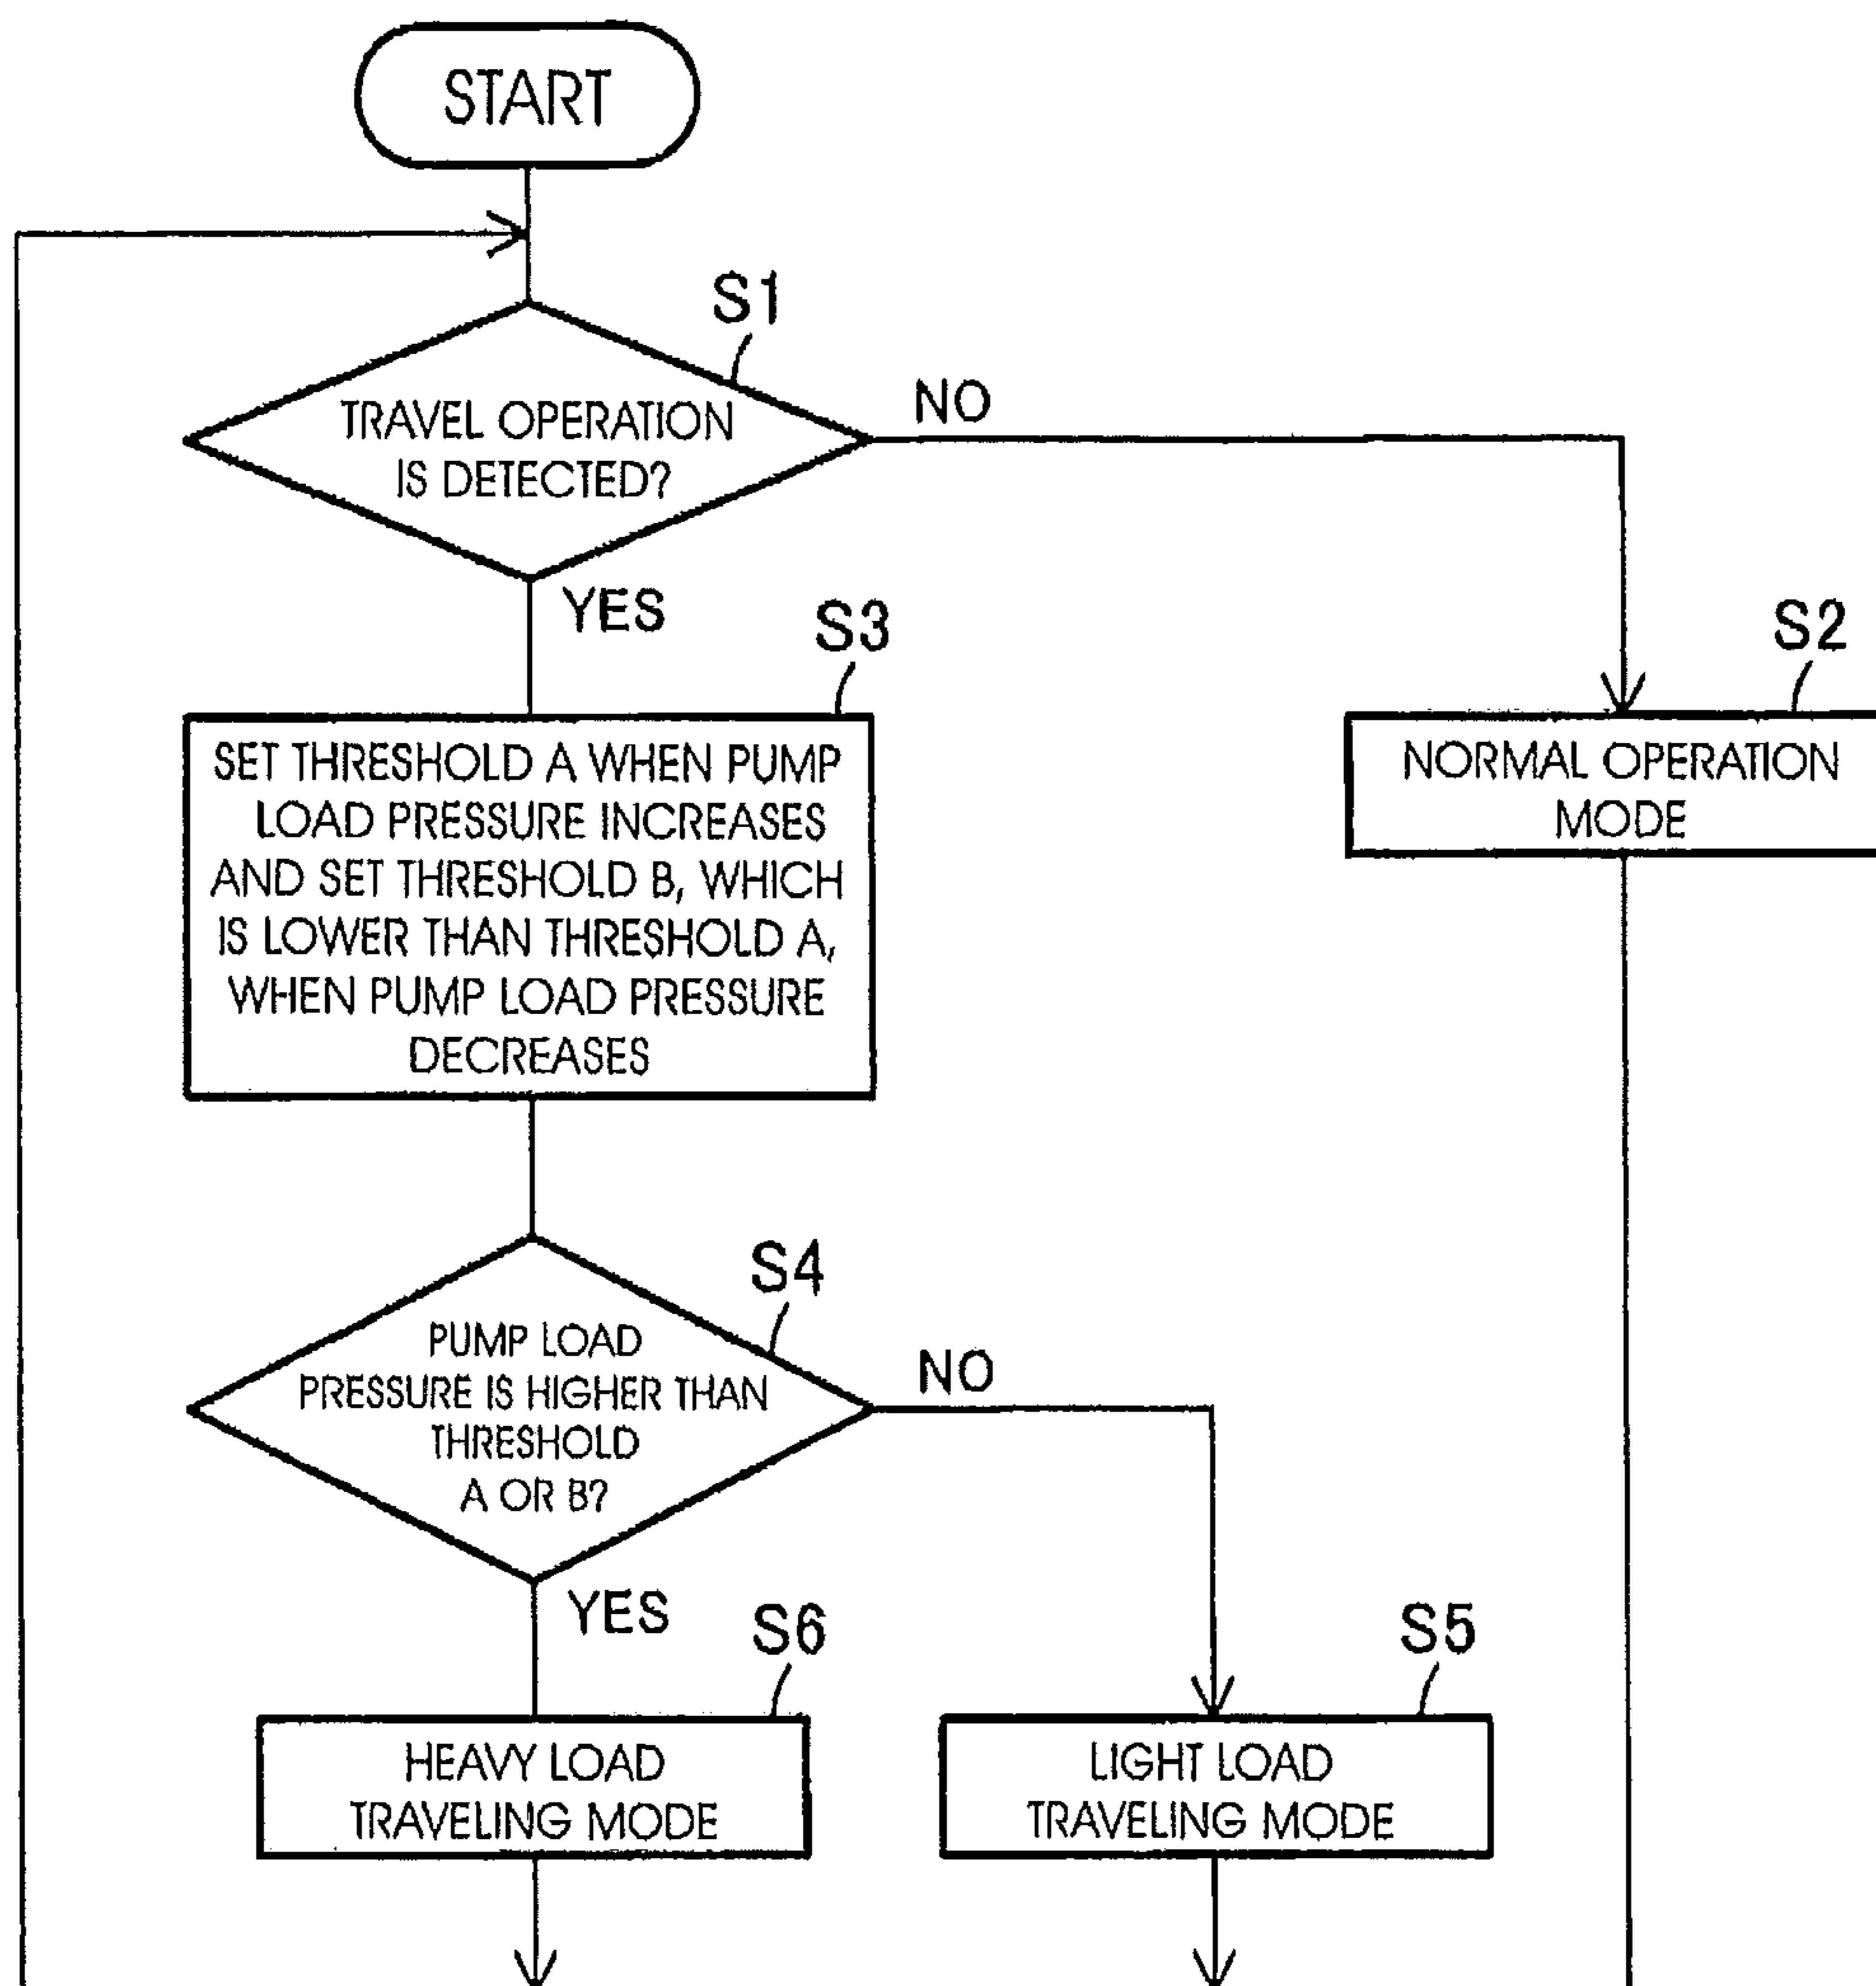 START
S1
TRAVEL OPERATION
IS DETECTED?
NO
YES
S3
S2
SET THRESHOLD A WHEN PUMP
LOAD PRESSURE INCREASES
AND SET THRESHOLD B, WHICH
IS LOWER THAN THRESHOLD A,
WHEN PUMP LOAD PRESSURE
DECREASES
NORMAL OPERATION
MODE
S4
PUMP LOAD
PRESSURE IS HIGHER THAN
THRESHOLD
A OR B?
NO
YES
S6
S5
HEAVY LOAD
TRAVELING MODE
LIGHT LOAD
TRAVELING MODE